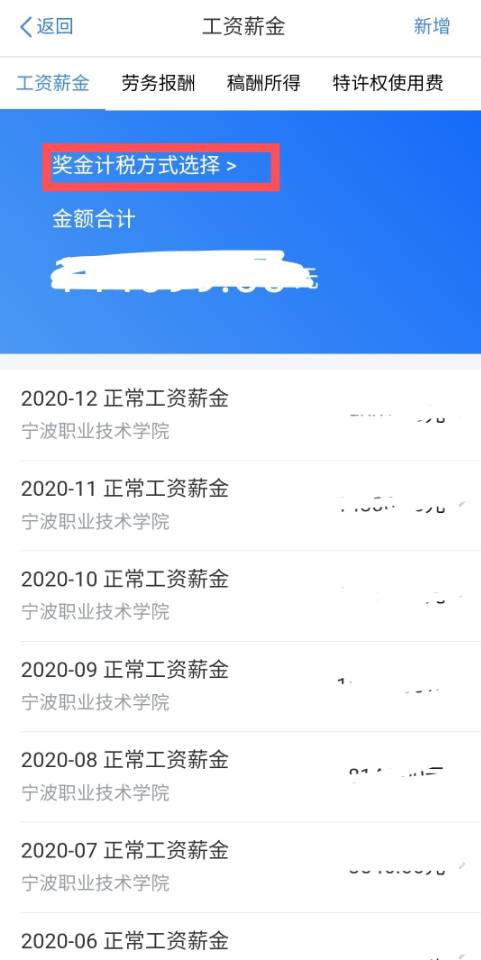 返回
工资薪金
新增
工资薪金
劳务报酬
稿酬所得
特许权使用费
奖金计税方式选择 >
金额合计
元
2020-12 正常工资薪金
宁波职业技术学院
2020-11 正常工资薪金
宁波职业技术学院
2020-10 正常工资薪金
宁波职业技术学院
2020-09 正常工资薪金
宁波职业技术学院
2020-08 正常工资薪金
宁波职业技术学院
2020-07 正常工资薪金
宁波职业技术学院
2020-06 正常工资薪金